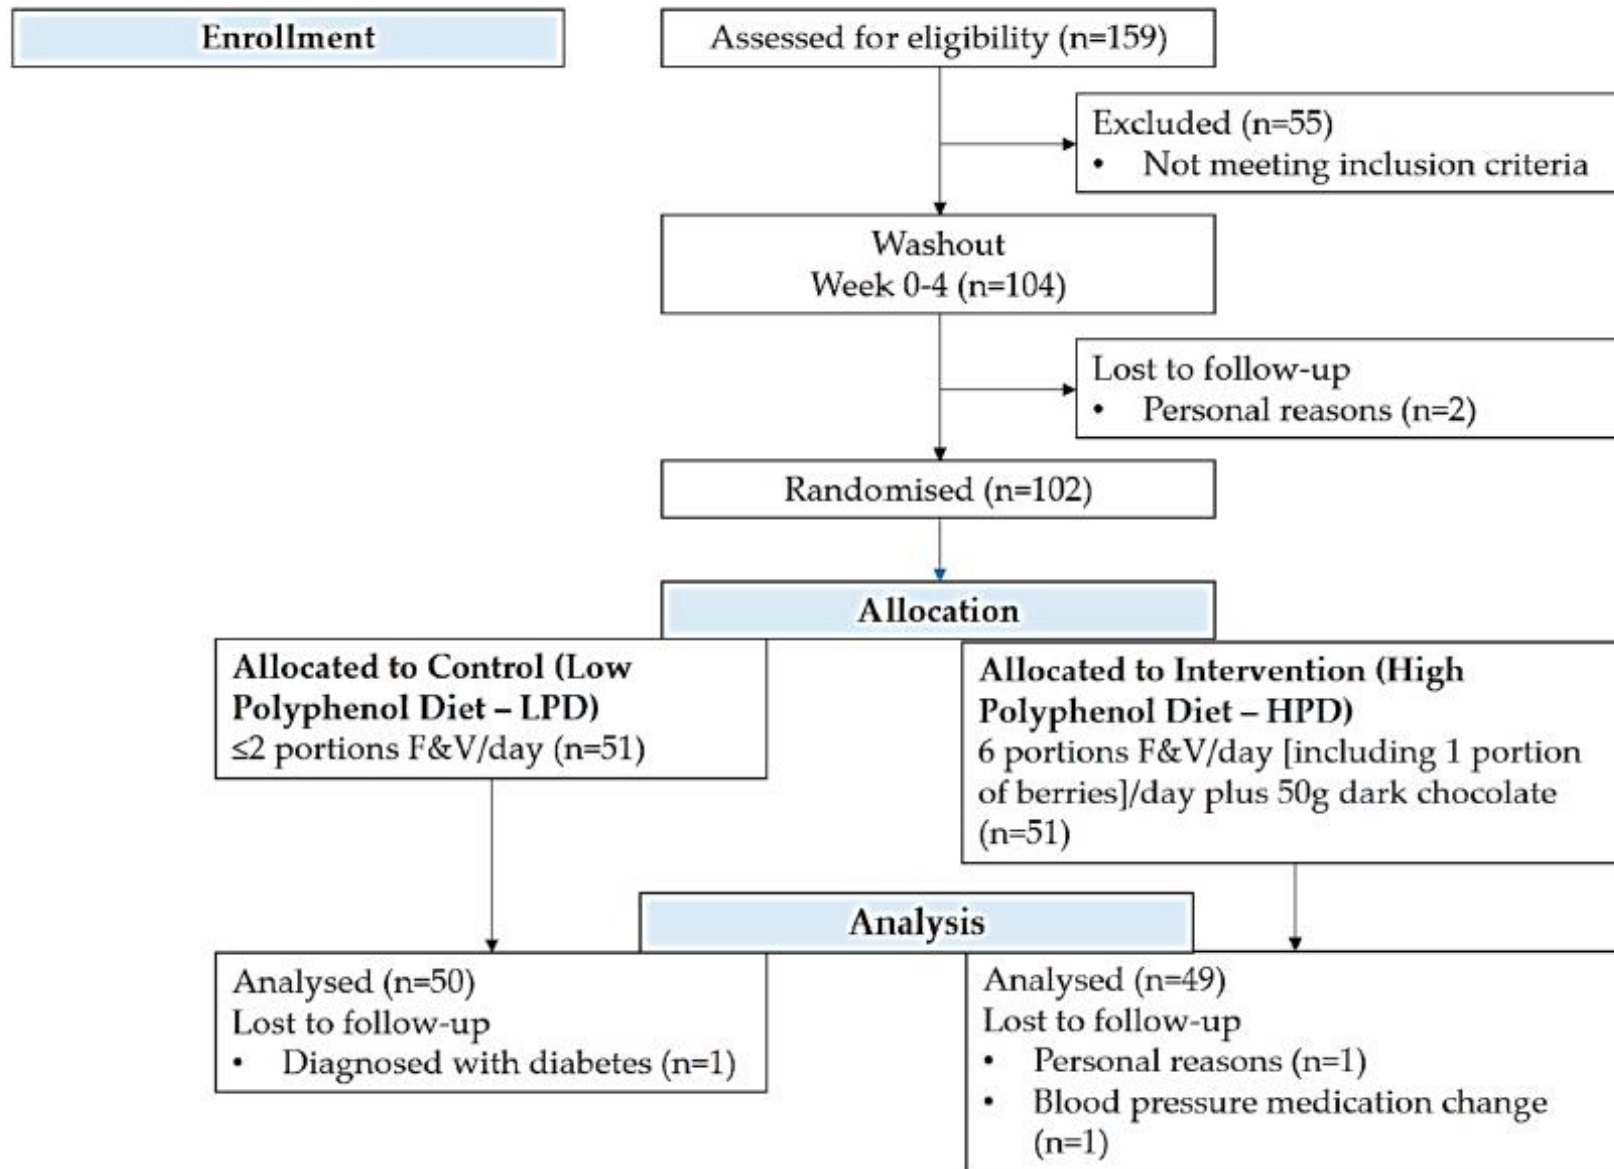 Enrollment
Assessed for eligibility (n=159)
Excluded (n=55)
• Not meeting inclusion criteria
Washout
Week 0-4 (n=104)
Lost to follow-up
• Personal reasons (n=2)
Randomised (n=102)
Allocation
Allocated to Control (Low
Polyphenol Diet – LPD)
≤2 portions F&V/day (n=51)
Allocated to Intervention (High
Polyphenol Diet – HPD)
6 portions F&V/day [including 1 portion
of berries]/day plus 50g dark chocolate
(n=51)
Analysis
Analysed (n=50)
Lost to follow-up
• Diagnosed with diabetes (n=1)
Analysed (n=49)
Lost to follow-up
• Personal reasons (n=1)
• Blood pressure medication change
(n=1)